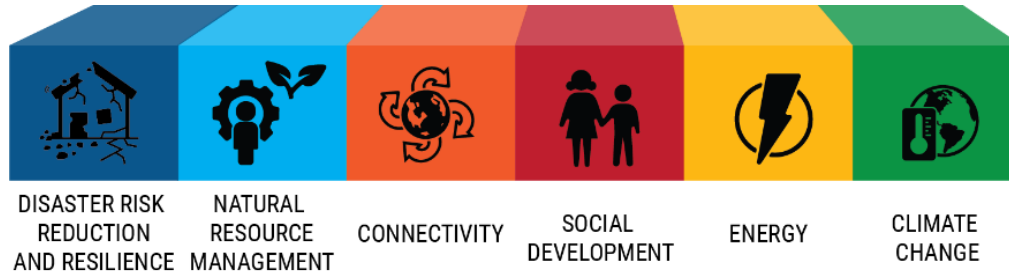 DISASTER RISK
REDUCTION
AND RESILIENCE
NATURAL
RESOURCE
MANAGEMENT
CONNECTIVITY
SOCIAL
DEVELOPMENT
ENERGY
CLIMATE
CHANGE